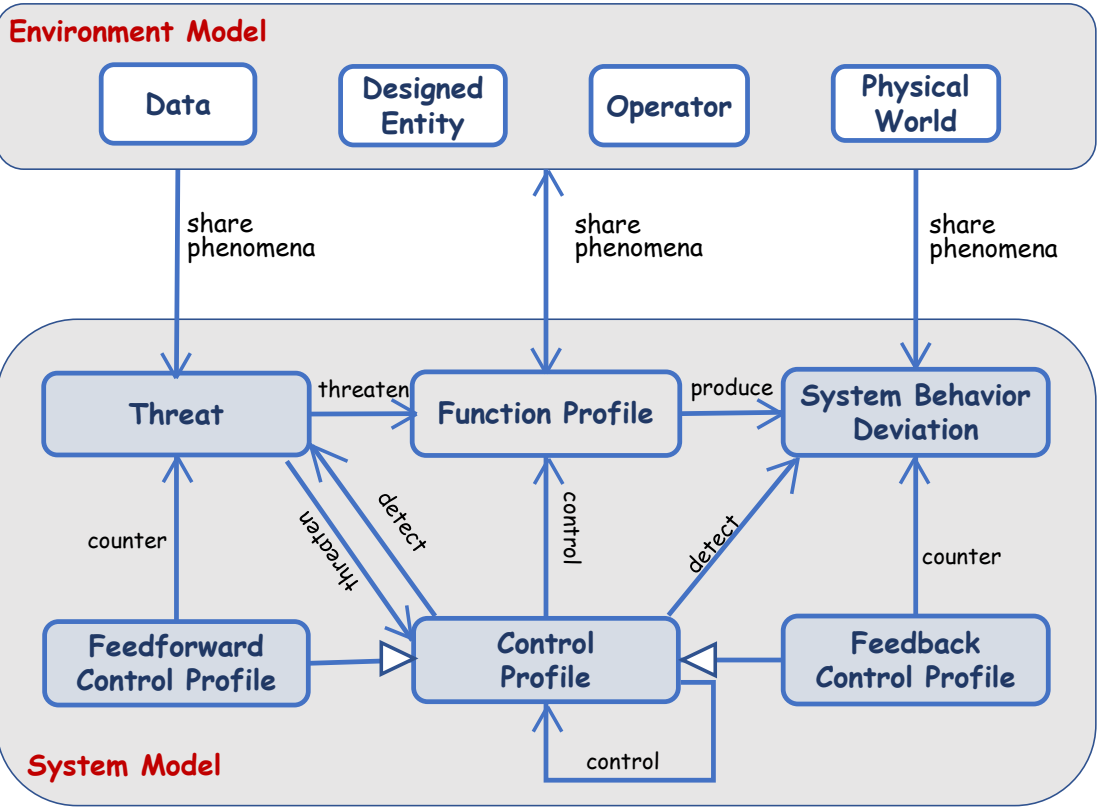 Environment Model
Data
Designed
Entity
Operator
Physical
World
share
phenomena
share
phenomena
share
phenomena
Threat
threaten
Function Profile
produce
System Behavior
Deviation
counter
threaten
detect
control
detect
counter
Feedforward
Control Profile
Control
Profile
Feedback
Control Profile
control
System Model